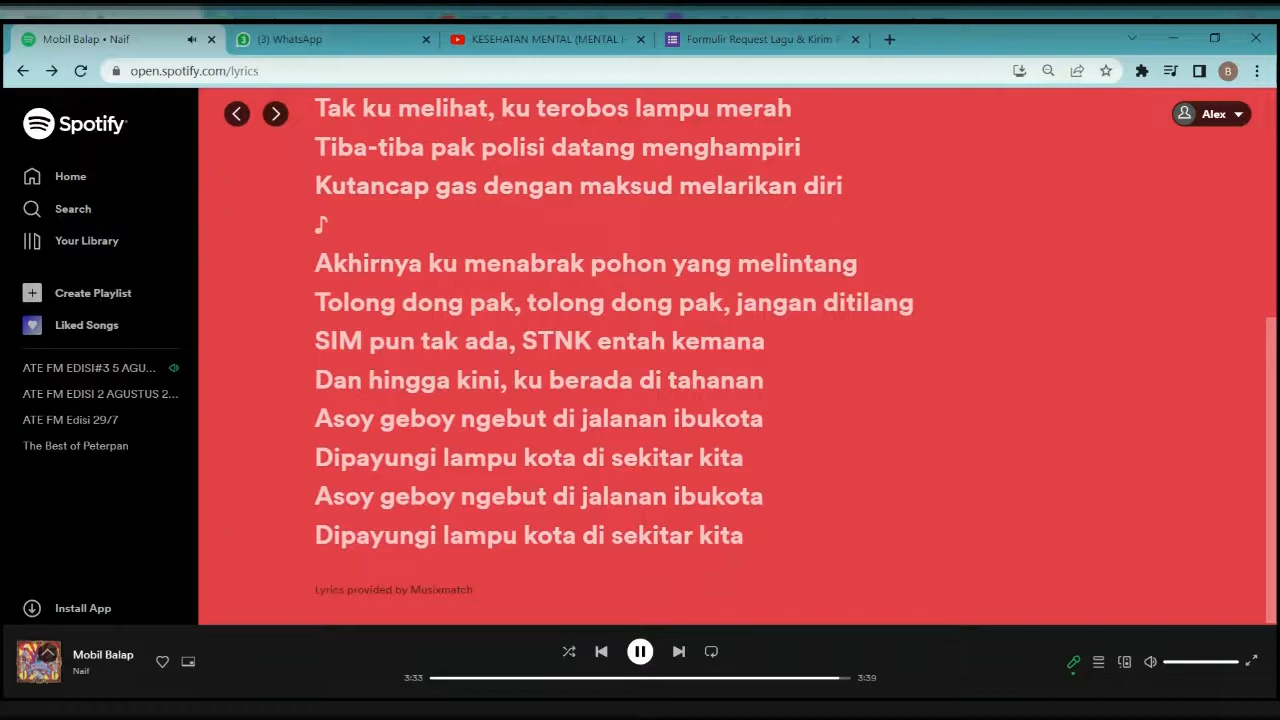 Mobil Balap • Naif
(3) WhatsApp
KESEHATAN MENTAL (MENTAL
Formulir Request Lagu & Kirim
open.spotify.com/lyrics
B
Spotify
Alex
Home
Search
Your Library
Create Playlist
Liked Songs
ATE FM EDISI#3 5 AGU...
ATE FM EDISI 2 AGUSTUS 2...
ATE FM Edisi 29/7
The Best of Peterpan
Install App
Tak ku melihat, ku terobos lampu merah
Tiba-tiba pak polisi datang menghampiri
Kutancap gas dengan maksud melarikan diri
♪
Akhirnya ku menabrak pohon yang melintang
Tolong dong pak, tolong dong pak, jangan ditilang
SIM pun tak ada, STNK entah kemana
Dan hingga kini, ku berada di tahanan
Asoy geboy ngebut di jalanan ibukota
Dipayungi lampu kota di sekitar kita
Asoy geboy ngebut di jalanan ibukota
Dipayungi lampu kota di sekitar kita
Lyrics provided by Musixmatch
Mobil Balap
Naif
3:33
3:39